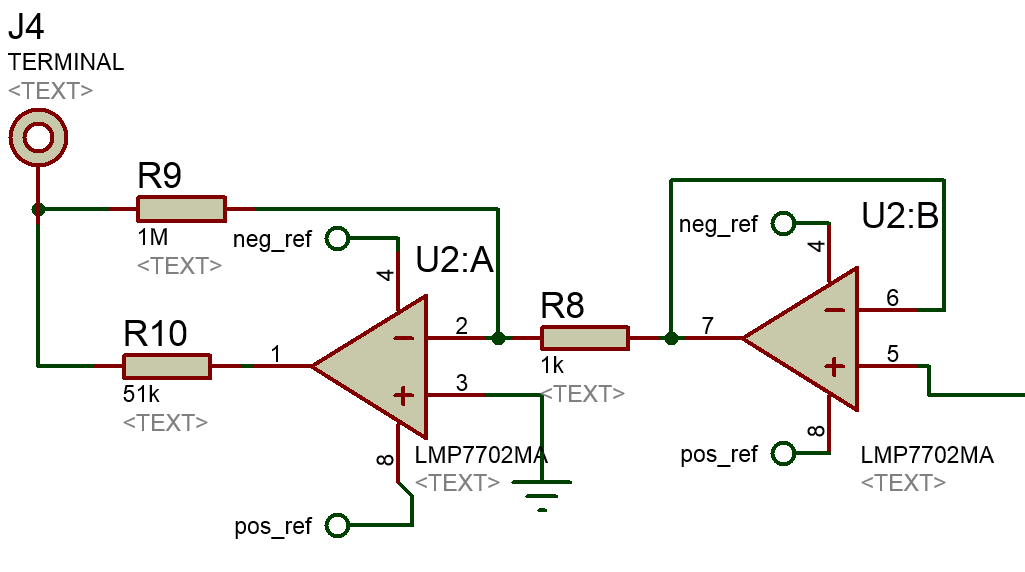 J4
TERMINAL
<TEXT>
R9
1M
<TEXT>
neg_ref
4
U2:A
R10
51k
<TEXT>
1
2
3
8
LMP7702MA
<TEXT>
pos_ref
R8
1k
<TEXT>
neg_ref
4
U2:B
7
6
5
8
pos_ref
LMP7702MA
<TEXT>